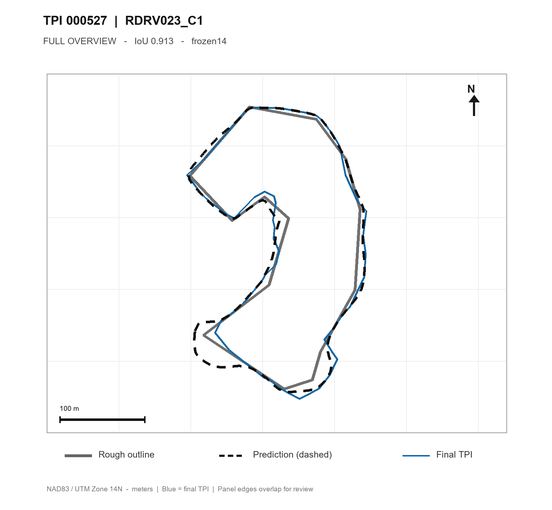 TPI 000527 | RDRV023_C1
FULL OVERVIEW - IoU 0.913 - frozen14
N
100 m
Rough outline
Prediction (dashed)
Final TPI
NAD83 / UTM Zone 14N - meters | Blue = final TPI | Panel edges overlap for review